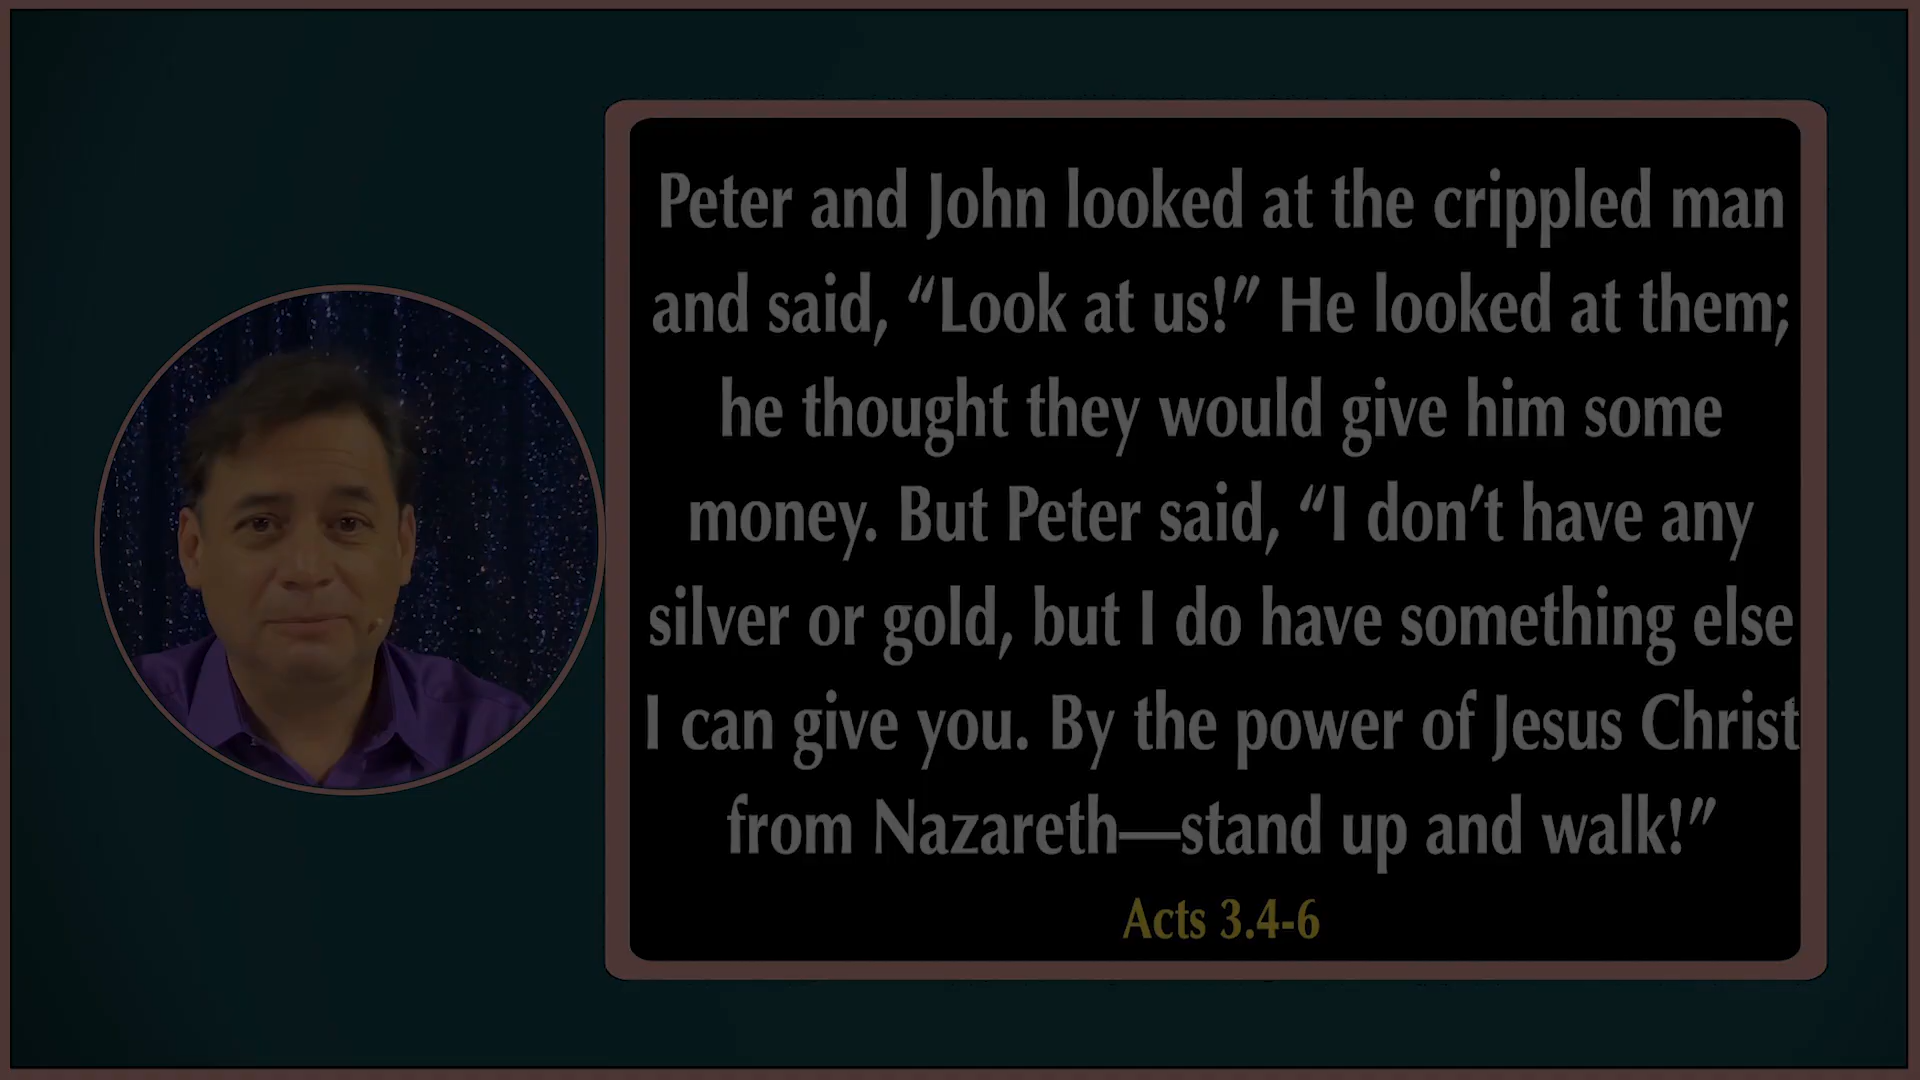 Peter and John looked at the crippled man
and said, “Look at us!” He looked at them;
he thought they would give him some
money. But Peter said, “I don’t have any
silver or gold, but I do have something else
I can give you. By the power of Jesus Christ
from Nazareth—stand up and walk!”
Acts 3.4-6